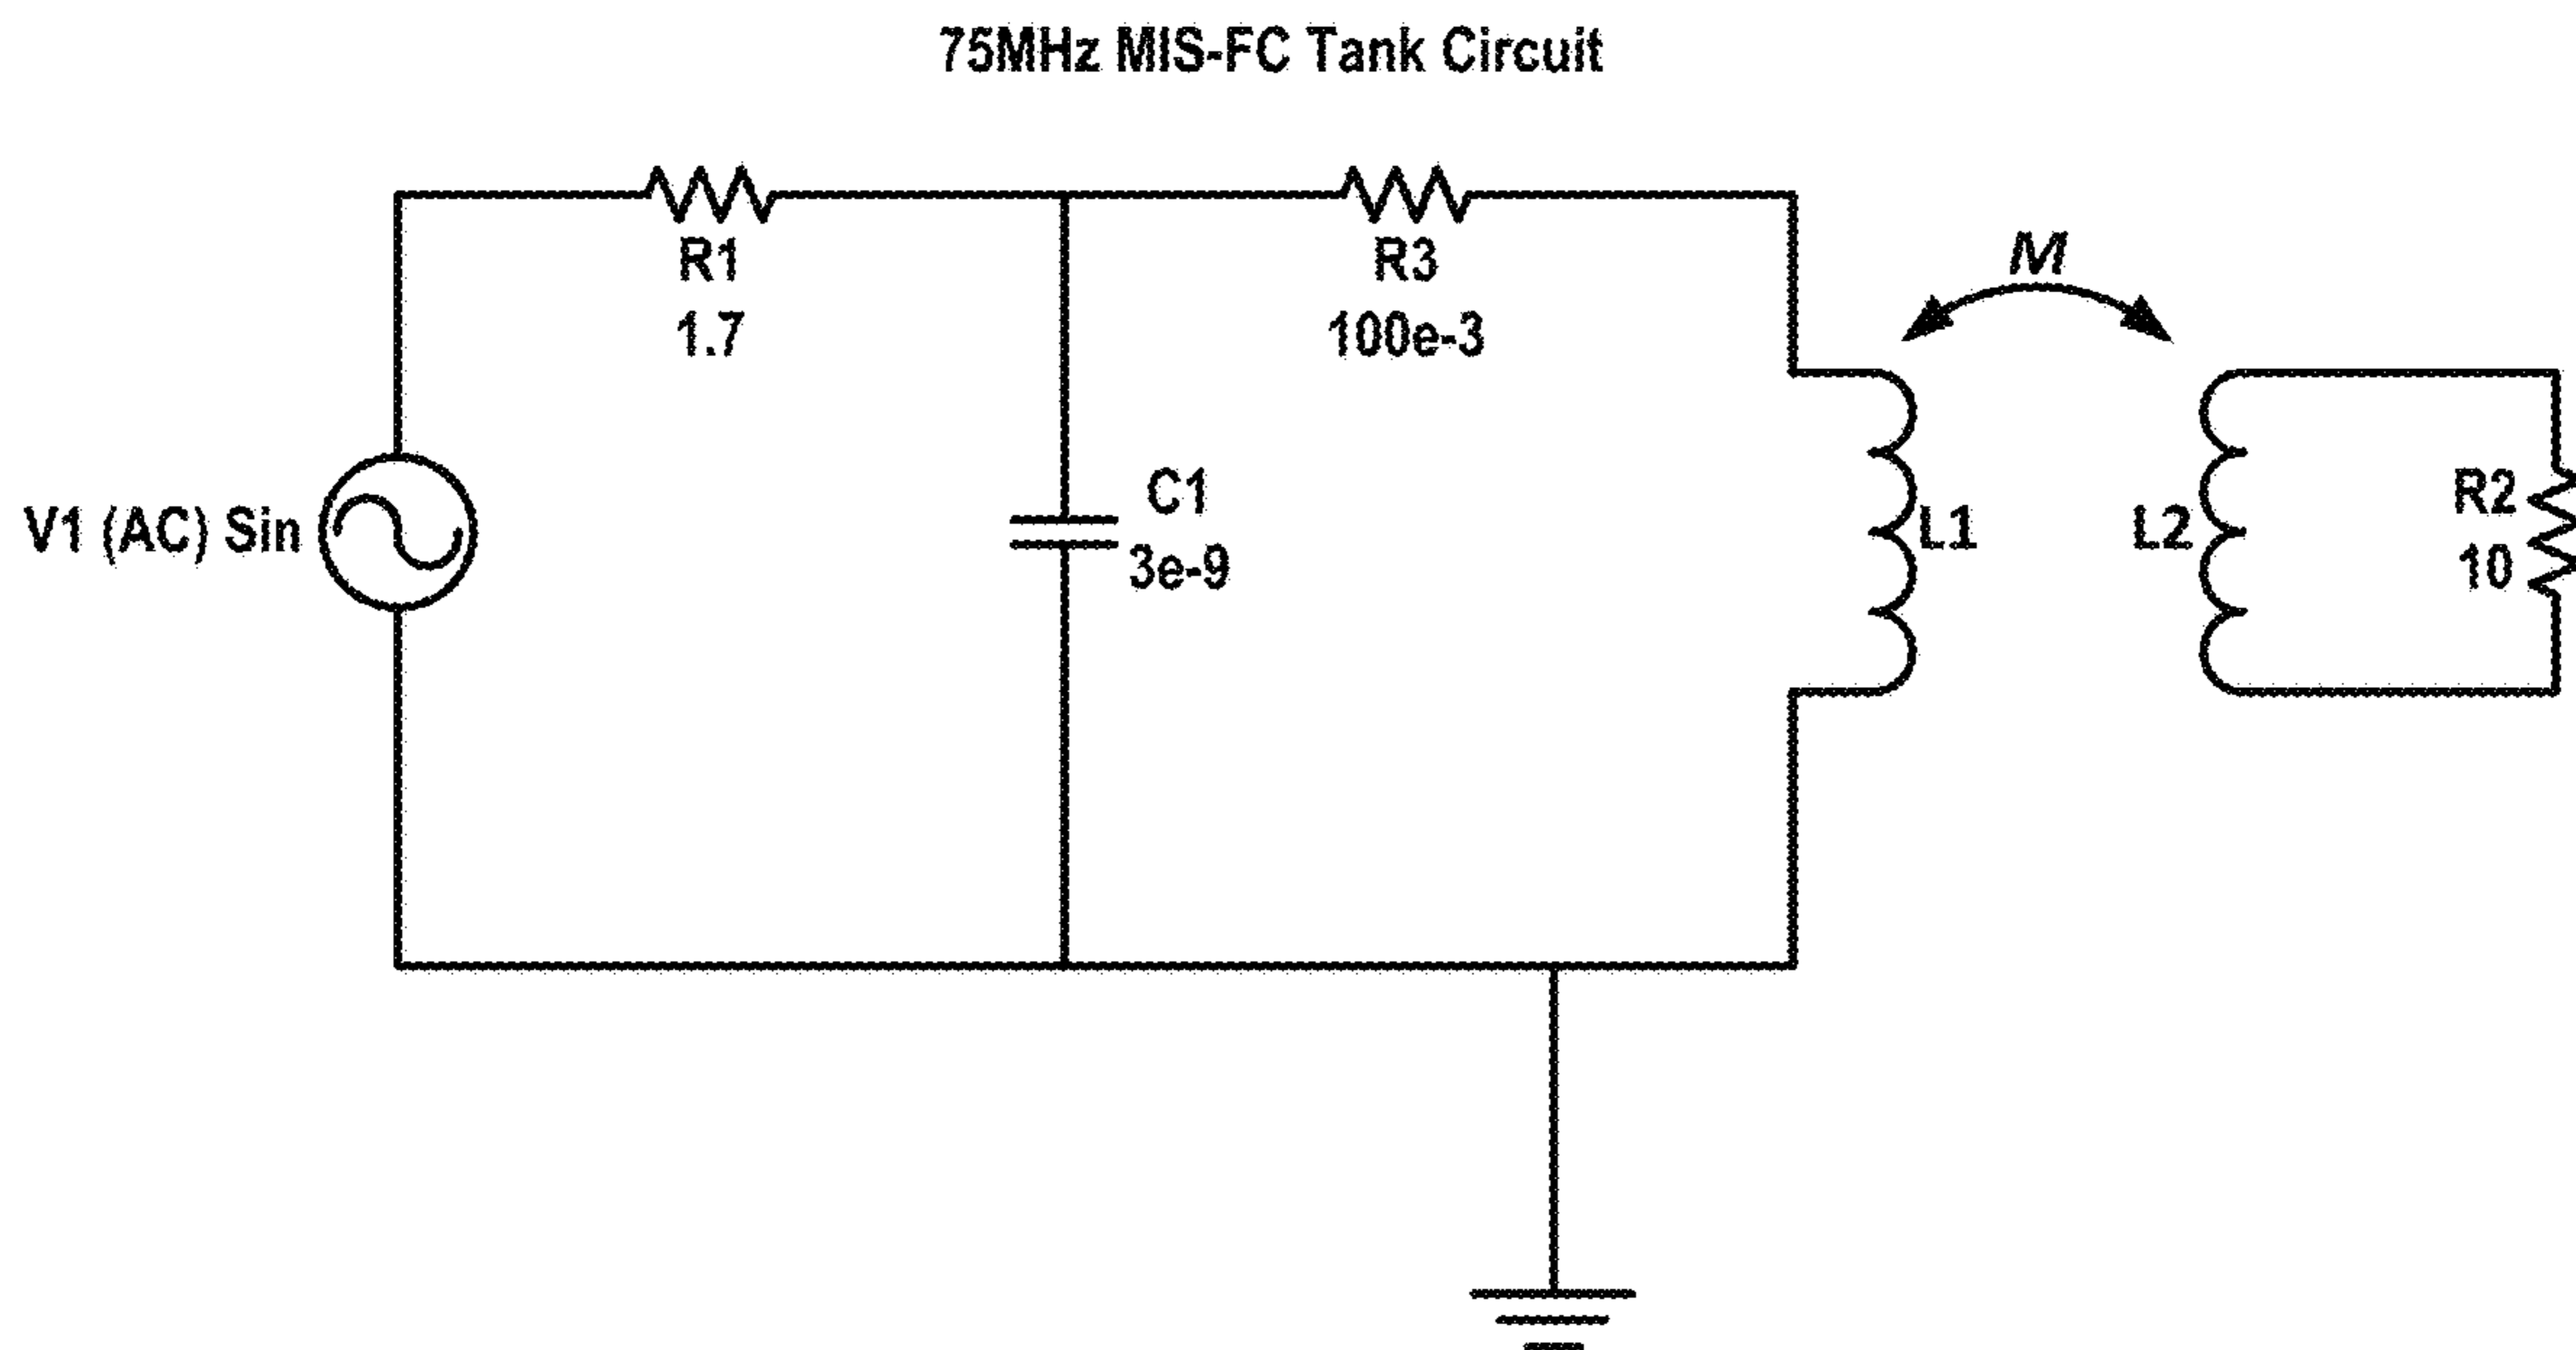 75MHz MIS-FC Tank Circuit
R1
1.7
R3
100e-3
M
V1 (AC) Sin
C1
3e-9
L1
L2
R2
10